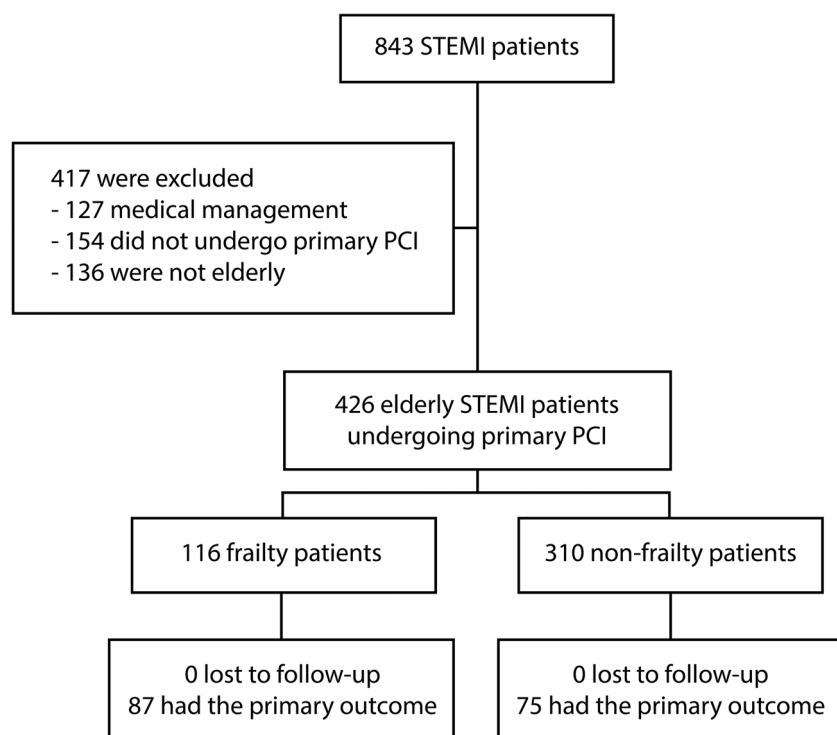 843 STEMI patients
417 were excluded
- 127 medical management
- 154 did not undergo primary PCI
- 136 were not elderly
426 elderly STEMI patients
undergoing primary PCI
116 frailty patients
310 non-frailty patients
0 lost to follow-up
87 had the primary outcome
0 lost to follow-up
75 had the primary outcome